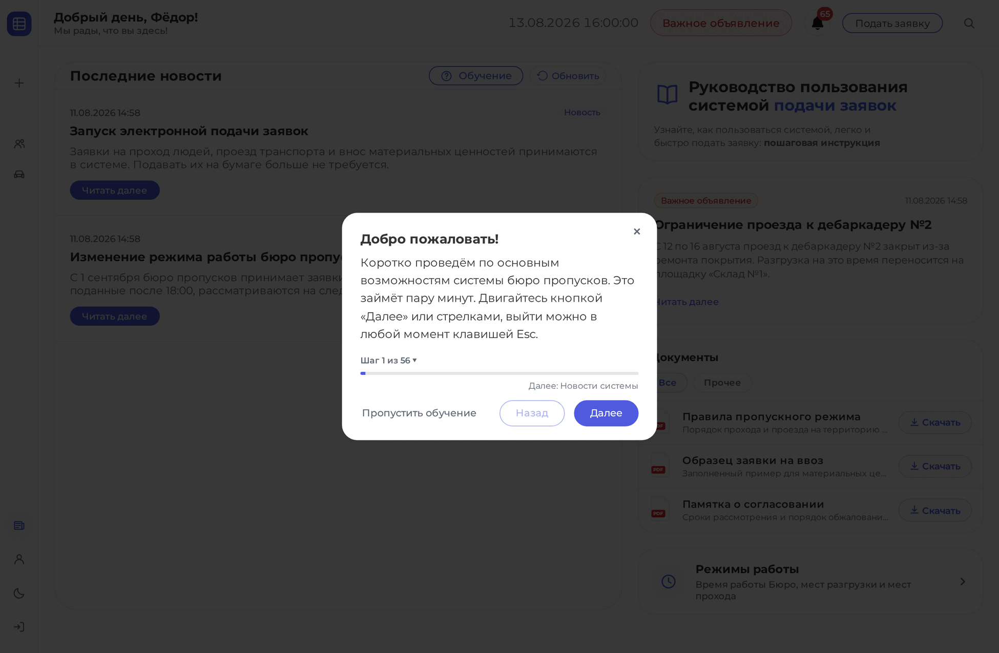 Добрый день, Фёдор!
Мы рады, что вы здесь!
13.08.2026 16:00:00
Важное объявление
65
Подать заявку
Последние новости
Обучение
Обновить
11.08.2026 14:58
Новость
Запуск электронной подачи заявок
Заявки на проход людей, проезд транспорта и внос материальных ценностей принимаются
в системе. Подавать их на бумаге больше не требуется.
Читать далее
11.08.2026 14:58
Изменение режима работы бюро
С 1 сентября бюро пропусков принимает заявки
поданные после 18:00, рассматриваются на
Читать далее
Добро пожаловать!
×
Коротко проведём по основным
возможностям системы бюро пропусков. Это
займёт пару минут. Двигайтесь кнопкой
«Далее» или стрелками, выйти можно в
любой момент клавишей Esc.
Шаг 1 из 56
Далее: Новости системы
Пропустить обучение
Назад
Далее
Руководство пользования
системой подачи заявок
Узнайте, как пользоваться системой, легко и
быстро подать заявку: пошаговая инструкция
Важное объявление
11.08.2026 14:58
Ограничение проезда к дебаркадеру №2
С 12 по 16 августа проезд к дебаркадеру №2 закрыт из-за
ремонта покрытия. Разгрузка на это время переносится на
площадку «Склад №1».
Читать далее
Документы
Все
Прочее
Правила пропускного режима
Порядок прохода и проезда на территорию ...
Скачать
PDF
Образец заявки на ввоз
Заполненный пример для материальных це...
Скачать
PDF
Памятка о согласовании
Сроки рассмотрения и порядок обжаловани...
Скачать
Режимы работы
Время работы Бюро, мест разгрузки и мест
прохода